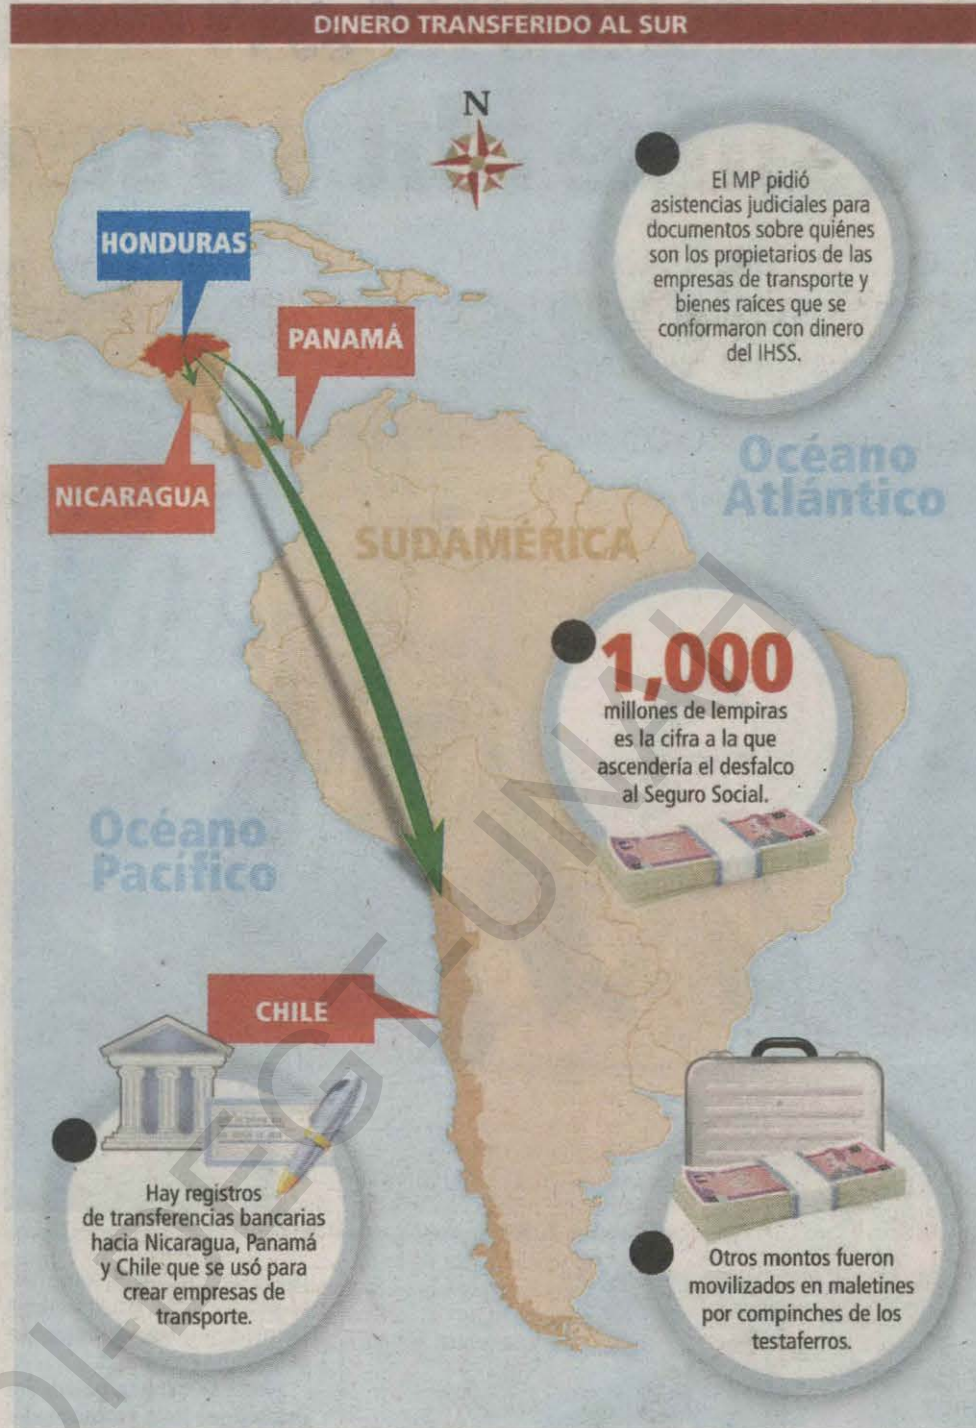 DINERO TRANSFERIDO AL SUR
N
El MP pidió
asistencias judiciales para
documentos sobre quiénes
son los propietarios de las
empresas de transporte y
bienes raíces que se
conformaron con dinero
del IHSS.
HONDURAS
PANAMÁ
NICARAGUA
Océano
Atlántico
SUDAMÉRICA
1,000
millones de lempiras
es la cifra a la que
ascendería el desfalco
al Seguro Social.
Océano
Pacífico
CHILE
Hay registros
de transferencias bancarias
hacia Nicaragua, Panamá
y Chile que se usó para
crear empresas de
transporte.
Otros montos fueron
movilizados en maletines
por compinches de los
testaferros.
DI-DEGT-UNAH